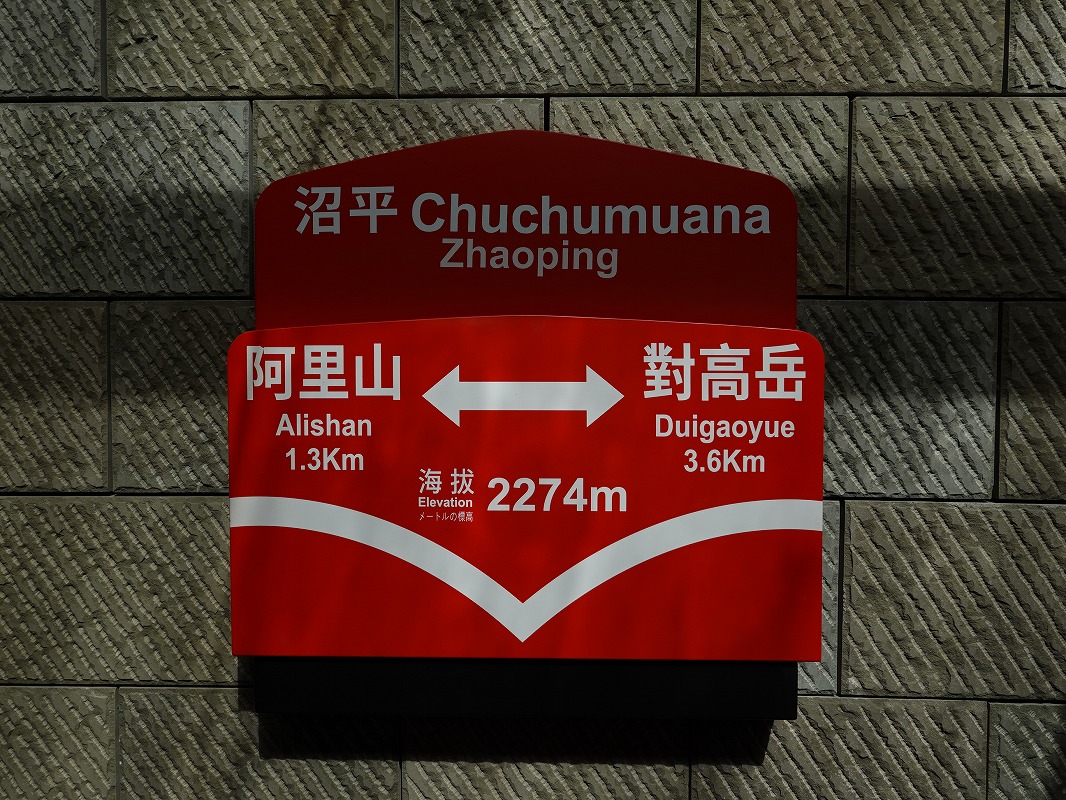 沼平 Chuchumuana
Zhaoping
阿里山 對高岳
Alishan Duigaoyue
1.3Km 3.6Km
海拔 2274m
Elevation
メートルの標高